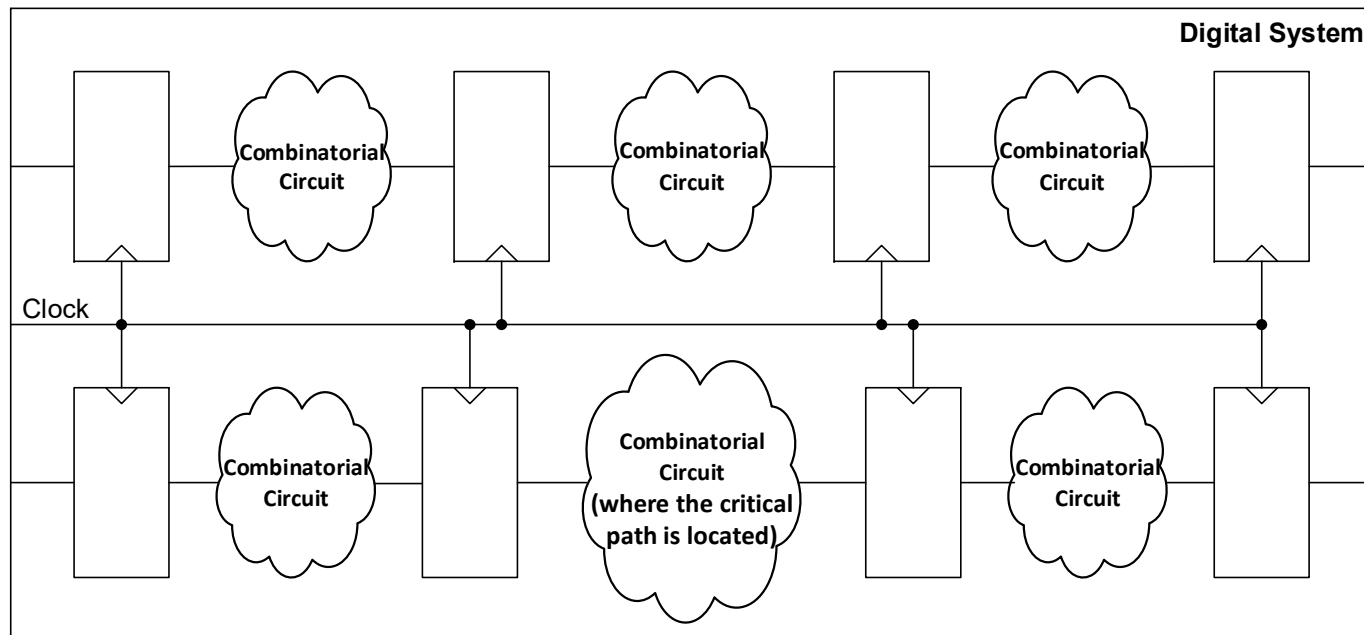 Digital System
Combinatorial
Circuit
Combinatorial
Circuit
Combinatorial
Circuit
Clock
Combinatorial
Circuit
Combinatorial
Circuit
(where the critical
path is located)
Combinatorial
Circuit